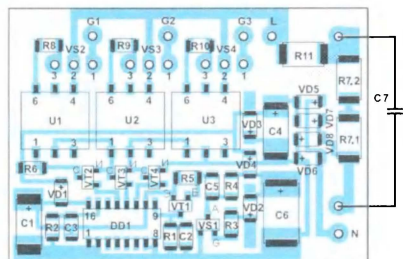 G1 G2 G3 L
R8 VS2 R9 VS3 R10 VS4 R11
3 2 1 3 2 1 3 2 1
R7,2
C7
6 4 6 4 6 4
VD5
U1 U2 U3 VD3 C4 VD7 R7,1
VD8
1 3 1 3 1 3
R6 VT2 VT3 VT4 R5 VD4 VD6
VD1 C5 R4
C1 R2 C3 16 9 VT1 VD2 C6
DD1 A
1 8 R1 C2 VS1 R3 N
G